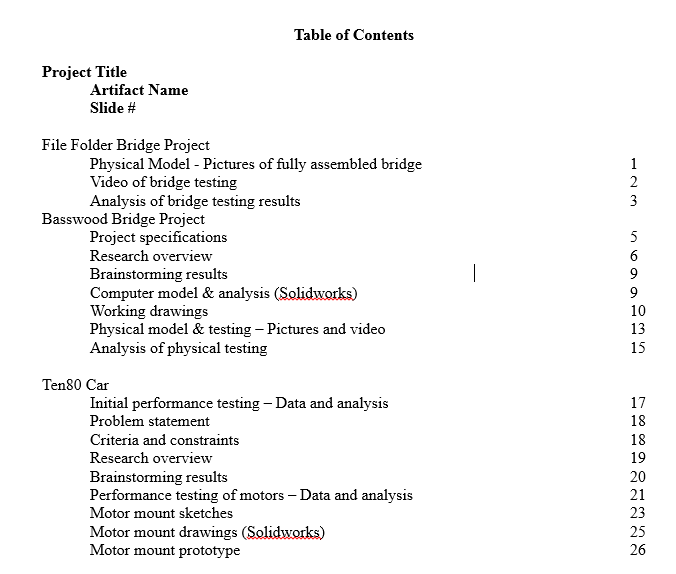 Table of Contents
Project Title
Artifact Name
Slide #
File Folder Bridge Project
Physical Model - Pictures of fully assembled bridge 1
Video of bridge testing 2
Analysis of bridge testing results 3
Basswood Bridge Project
Project specifications 5
Research overview 6
Brainstorming results 9
Computer model & analysis (Solidworks) 9
Working drawings 10
Physical model & testing – Pictures and video 13
Analysis of physical testing 15
Ten80 Car
Initial performance testing – Data and analysis 17
Problem statement 18
Criteria and constraints 18
Research overview 19
Brainstorming results 20
Performance testing of motors – Data and analysis 21
Motor mount sketches 23
Motor mount drawings (Solidworks) 25
Motor mount prototype 26